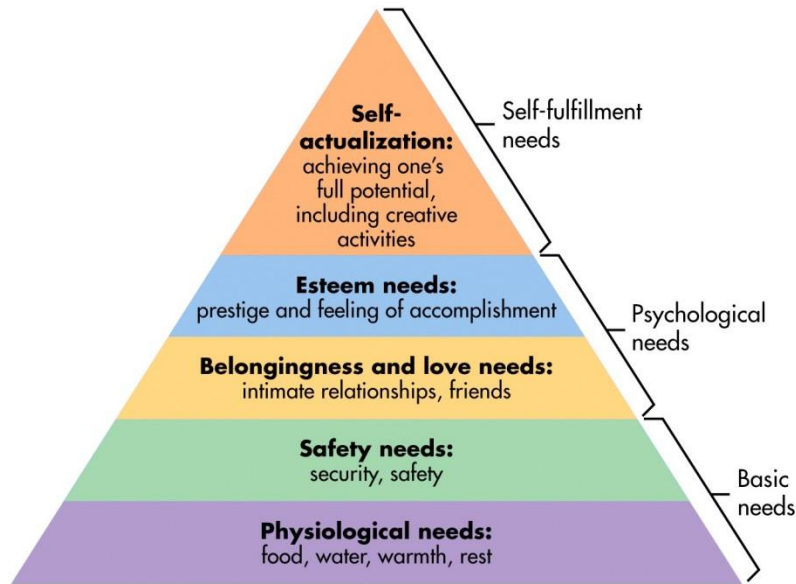 Self-
actualization:
achieving one's
full potential,
including creative
activities
Self-fulfillment
needs
Esteem needs:
prestige and feeling of accomplishment
Belongingness and love needs:
intimate relationships, friends
Psychological
needs
Safety needs:
security, safety
Physiological needs:
food, water, warmth, rest
Basic
needs